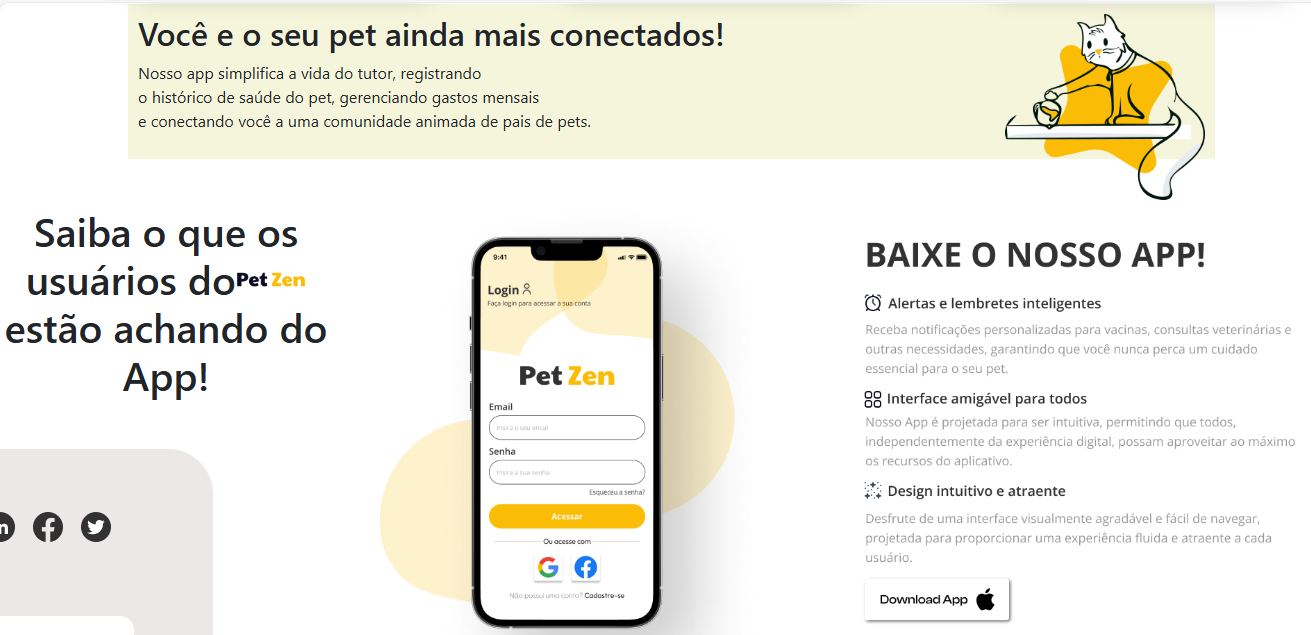 Você e o seu pet ainda mais conectados!
Nosso app simplifica a vida do tutor, registrando
o histórico de saúde do pet, gerenciando gastos mensais
e conectando você a uma comunidade animada de pais de pets.
Saiba o que os
usuários do Pet Zen
estão achando do
App!
in
9:41
Login
Faça login para acessar a sua conta
Pet Zen
Email
Insira o seu email
Senha
Insira a sua senha
Esqueceu a senha?
Acessar
Ou acesse com
Não possui uma conta? Cadastre-se
BAIXE O NOSSO APP!
Alertas e lembretes inteligentes
Receba notificações personalizadas para vacinas, consultas veterinárias e
outras necessidades, garantindo que você nunca perca um cuidado
essencial para o seu pet.
Interface amigável para todos
Nosso App é projetada para ser intuitiva, permitindo que todos,
independentemente da experiência digital, possam aproveitar ao máximo
os recursos do aplicativo.
Design intuitivo e atraente
Desfrute de uma interface visualmente agradável e fácil de navegar,
projetada para proporcionar uma experiência fluida e atraente a cada
usuário.
Download App